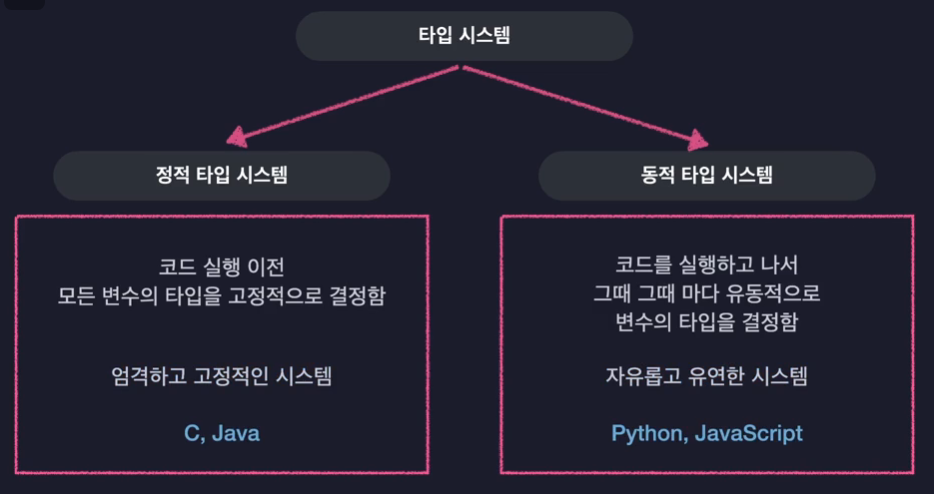 타입 시스템
정적 타입 시스템
코드 실행 이전
모든 변수의 타입을 고정적으로 결정함
엄격하고 고정적인 시스템
C, Java
동적 타입 시스템
코드를 실행하고 나서
그때 그때 마다 유동적으로
변수의 타입을 결정함
자유롭고 유연한 시스템
Python, JavaScript